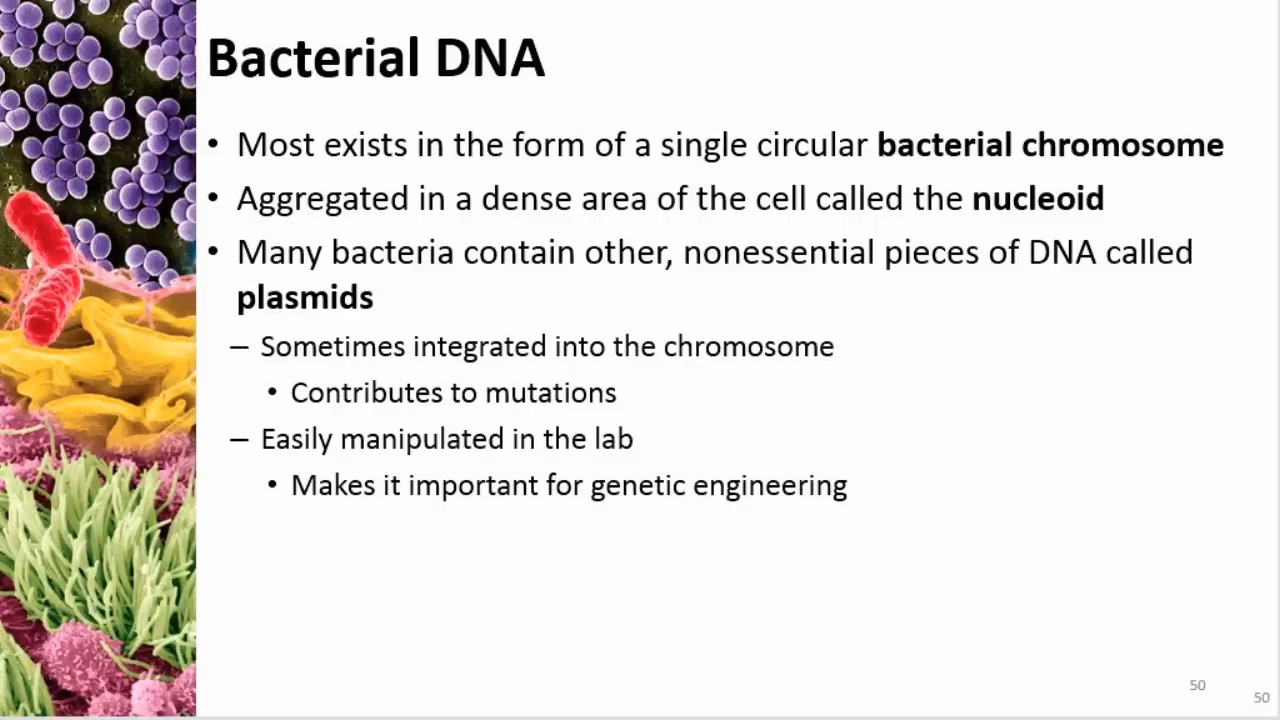 Bacterial DNA
• Most exists in the form of a single circular bacterial chromosome
• Aggregated in a dense area of the cell called the nucleoid
• Many bacteria contain other, nonessential pieces of DNA called
plasmids
– Sometimes integrated into the chromosome
• Contributes to mutations
– Easily manipulated in the lab
• Makes it important for genetic engineering
50
50